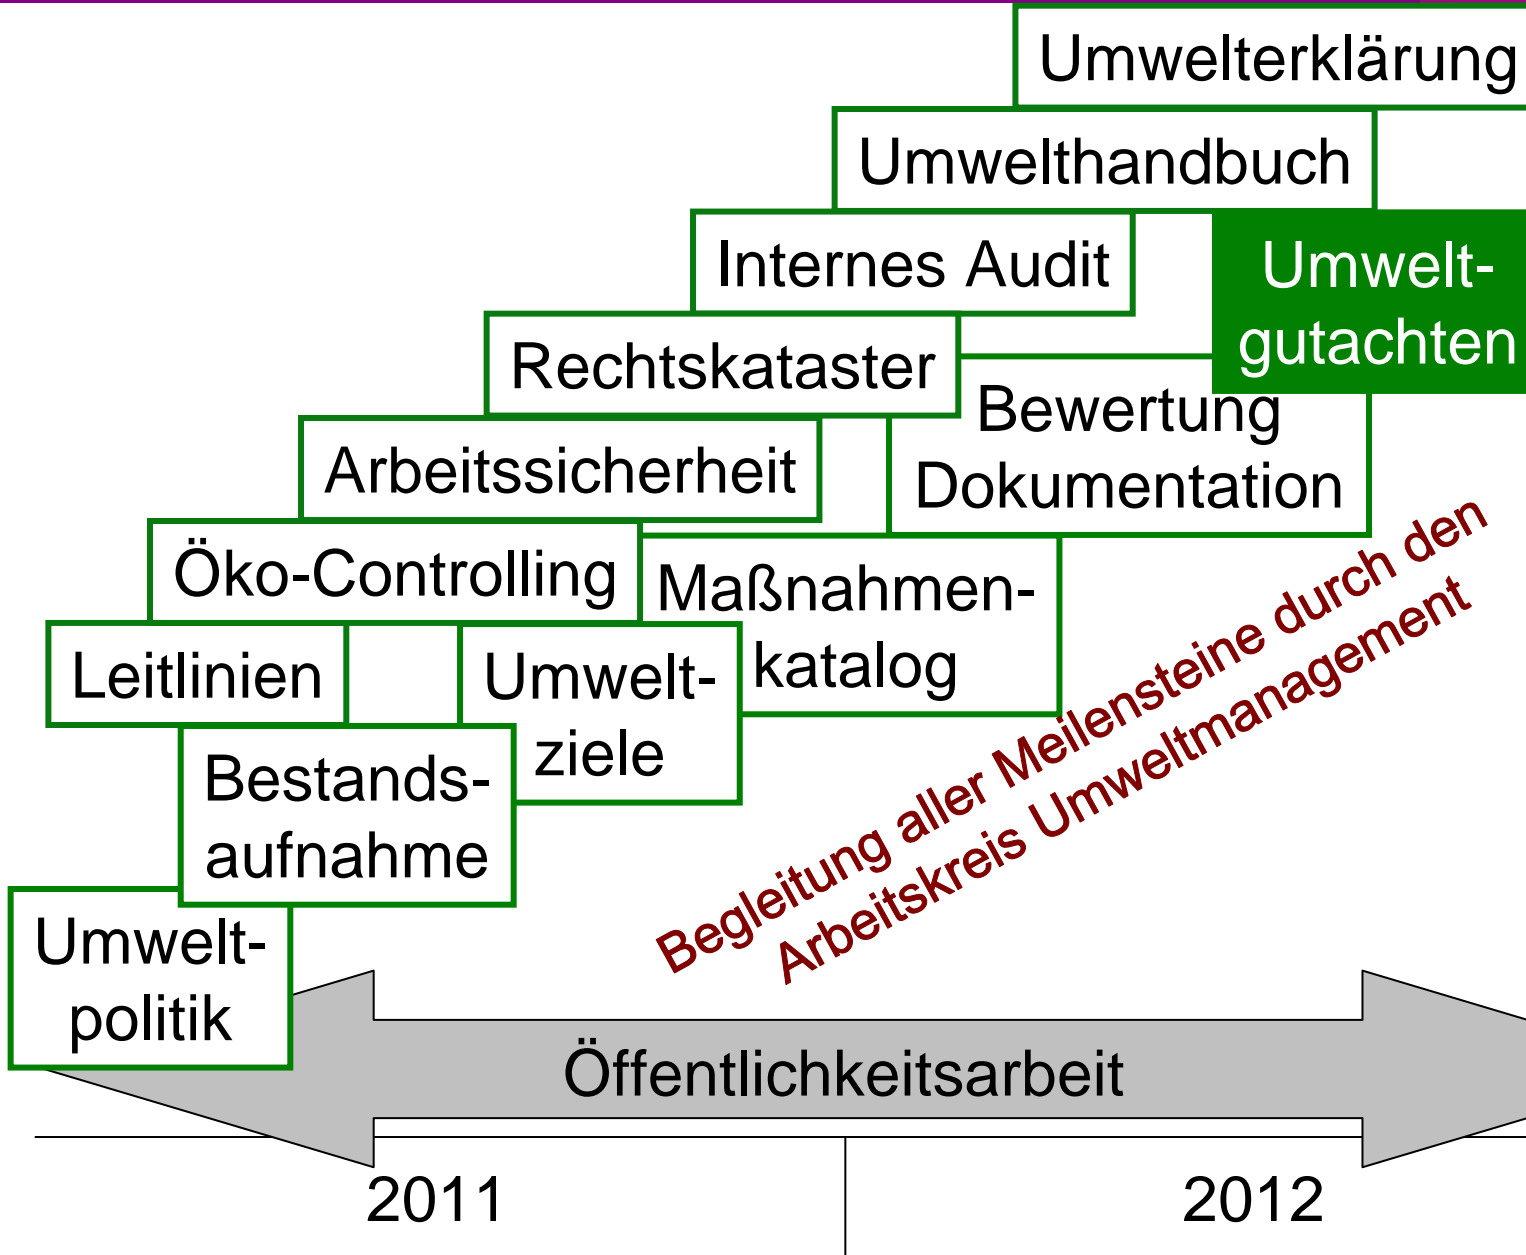 Umwelterklärung
Umwelthandbuch
Internes Audit
Umwelt-
gutachten
Rechtskataster
Bewertung
Dokumentation
Arbeitssicherheit
Öko-Controlling
Maßnahmen-
katalog
Leitlinien
Umwelt-
ziele
Bestands-
aufnahme
Umwelt-
politik
Begleitung aller Meilensteine durch den
Arbeitskreis Umweltmanagement
Öffentlichkeitsarbeit
2011
2012